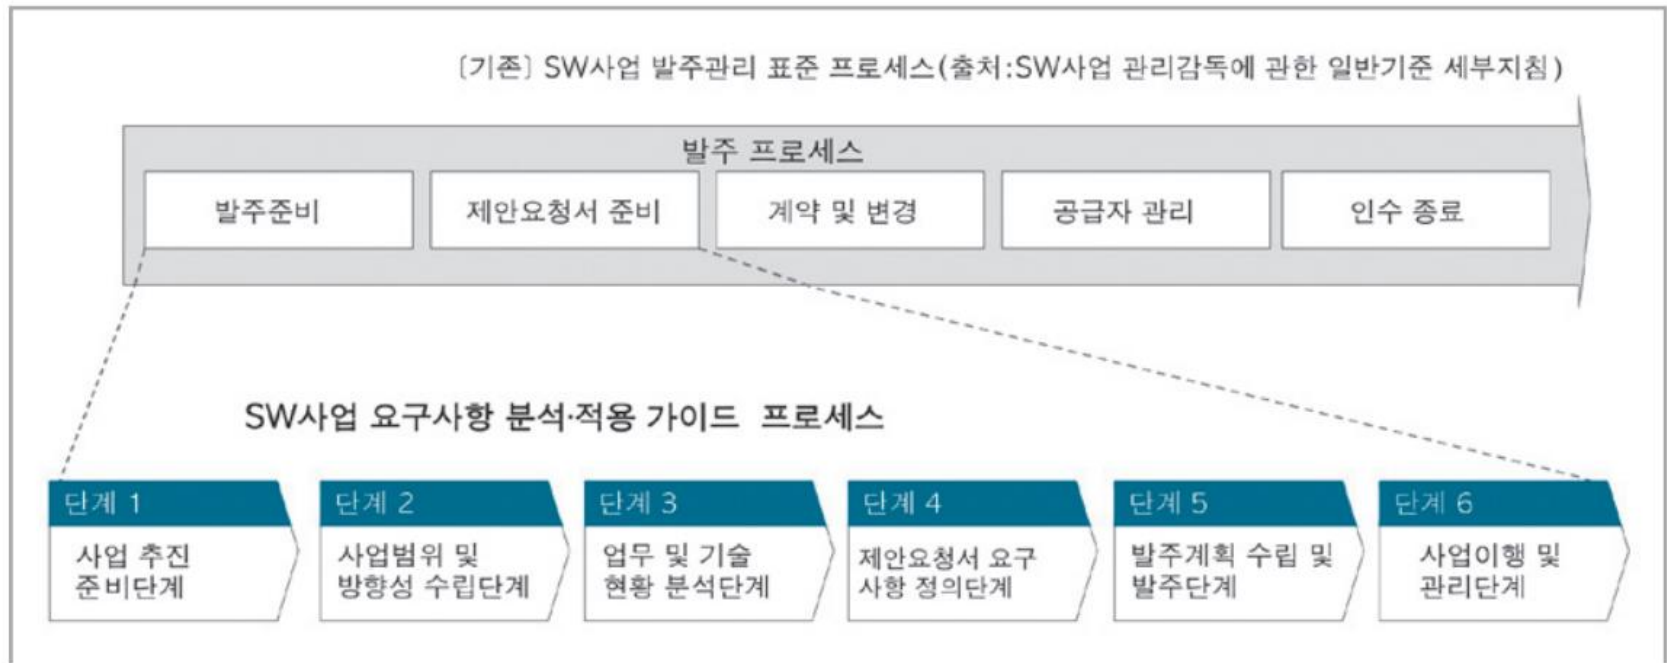 〔기존〕 SW사업 발주관리 표준 프로세스(출처:SW사업 관리감독에 관한 일반기준 세부지침)
발주 프로세스
발주준비
제안요청서 준비
계약 및 변경
공급자 관리
인수 종료
SW사업 요구사항 분석·적용 가이드 프로세스
단계 1
사업 추진
준비단계
단계 2
사업범위 및
방향성 수립단계
단계 3
업무 및 기술
현황 분석단계
단계 4
제안요청서 요구
사항 정의단계
단계 5
발주계획 수립 및
발주단계
단계 6
사업이행 및
관리단계